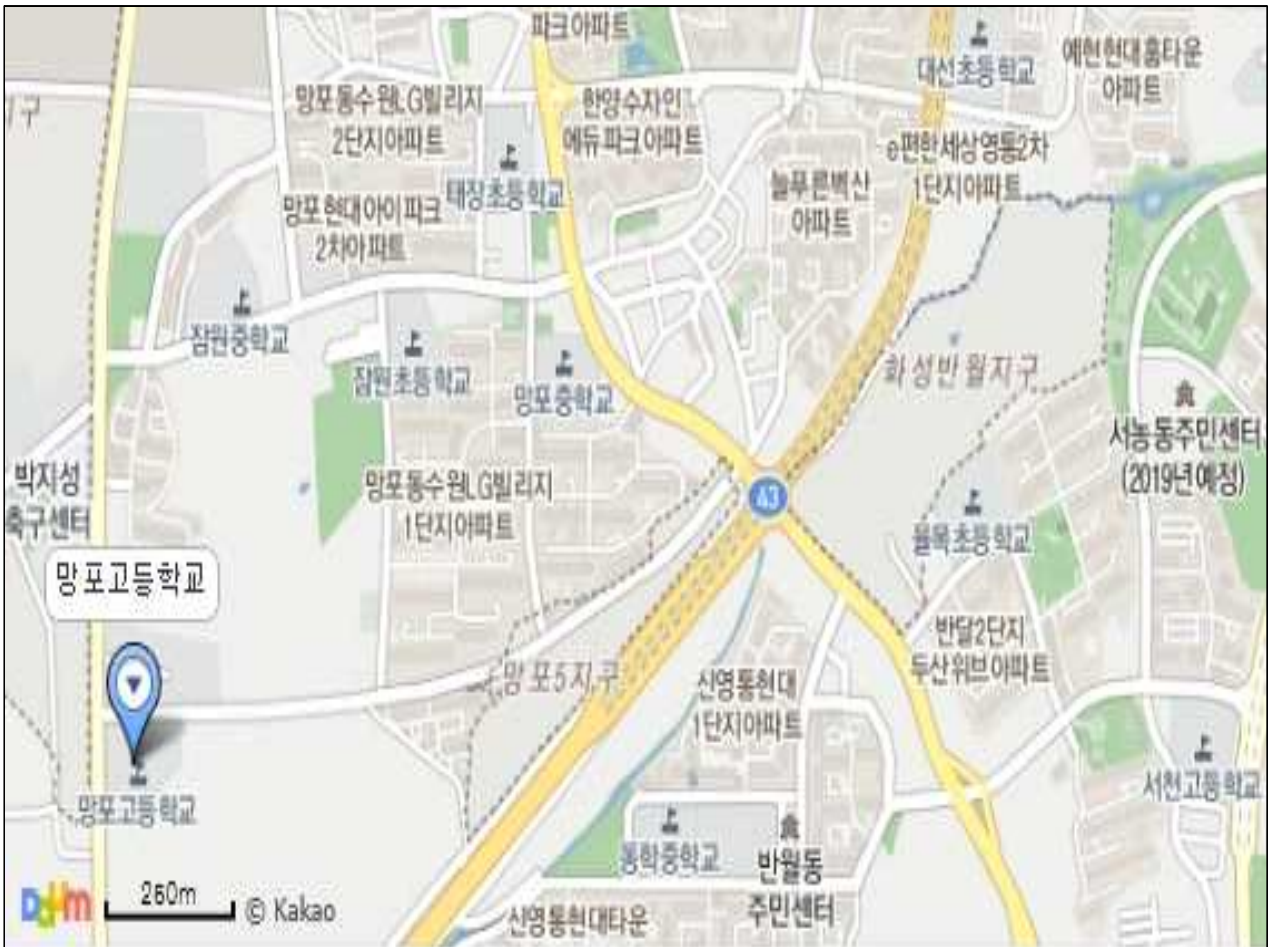 파크아파트
대선초등학교
예현현대홈타운
아파트
망포동수원LG빌리지
2단지아파트
한양수자인
에듀파크아파트
e편한세상영통2차
1단지아파트
태장초등학교
늘푸른벽산
아파트
망포현대아이파크
2차아파트
잠원중학교
잠원초등학교
망포중학교
화성반월지구
서농동주민센터
(2019년예정)
박지성
축구센터
망포동수원LG빌리지
1단지아파트
43
율목초등학교
망포고등학교
망포5지구
반달2단지
두산위브아파트
신영통현대
1단지아파트
망포고등학교
서천고등학교
동학중학교
반월동
주민센터
신영통현대타운
Daum
250m
© Kakao